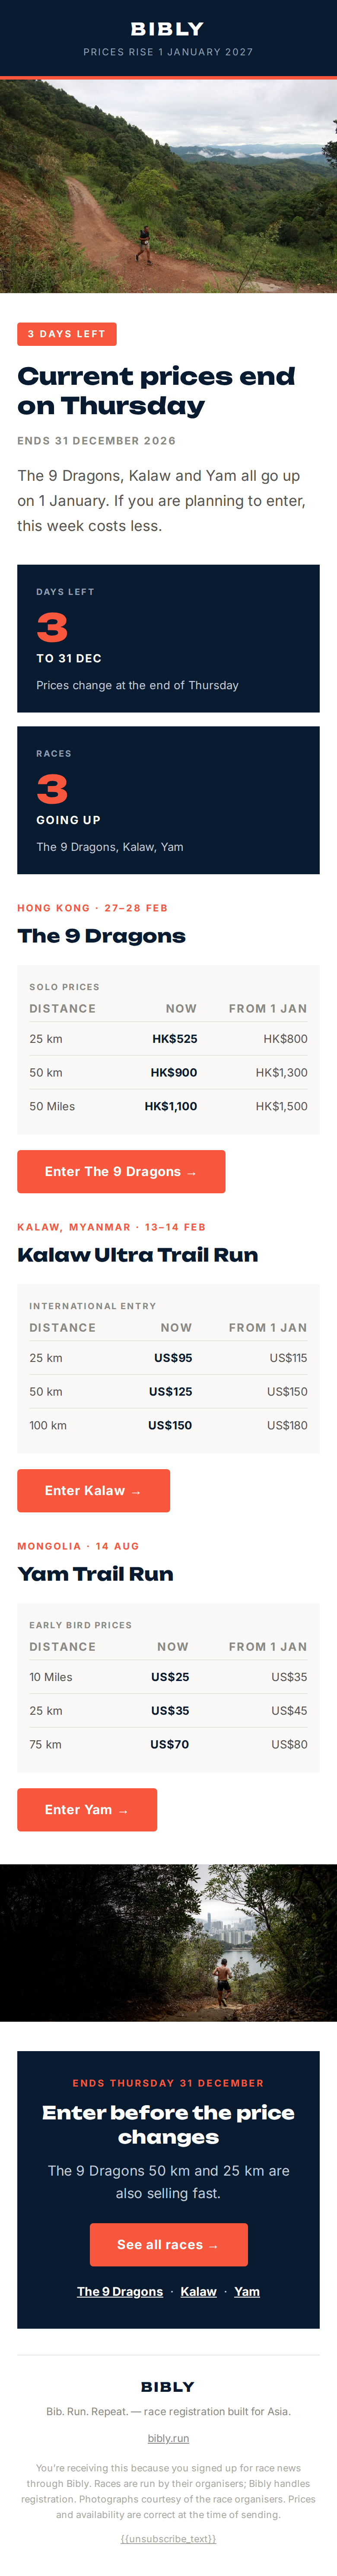 BIBLY
PRICES RISE 1 JANUARY 2027
3 DAYS LEFT
Current prices end
on Thursday
ENDS 31 DECEMBER 2026
The 9 Dragons, Kalaw and Yam all go up
on 1 January. If you are planning to enter,
this week costs less.
DAYS LEFT
3
TO 31 DEC
Prices change at the end of Thursday
RACES
3
GOING UP
The 9 Dragons, Kalaw, Yam
HONG KONG · 27–28 FEB
The 9 Dragons
SOLO PRICES
DISTANCE NOW FROM 1 JAN
25 km HK$525 HK$800
50 km HK$900 HK$1,300
50 Miles HK$1,100 HK$1,500
Enter The 9 Dragons →
KALAW, MYANMAR · 13–14 FEB
Kalaw Ultra Trail Run
INTERNATIONAL ENTRY
DISTANCE NOW FROM 1 JAN
25 km US$95 US$115
50 km US$125 US$150
100 km US$150 US$180
Enter Kalaw →
MONGOLIA · 14 AUG
Yam Trail Run
EARLY BIRD PRICES
DISTANCE NOW FROM 1 JAN
10 Miles US$25 US$35
25 km US$35 US$45
75 km US$70 US$80
Enter Yam →
ENDS THURSDAY 31 DECEMBER
Enter before the price
changes
The 9 Dragons 50 km and 25 km are
also selling fast.
See all races →
The 9 Dragons · Kalaw · Yam
BIBLY
Bib. Run. Repeat. — race registration built for Asia.
bibly.run
You're receiving this because you signed up for race news
through Bibly. Races are run by their organisers; Bibly handles
registration. Photographs courtesy of the race organisers. Prices
and availability are correct at the time of sending.
{{unsubscribe_text}}